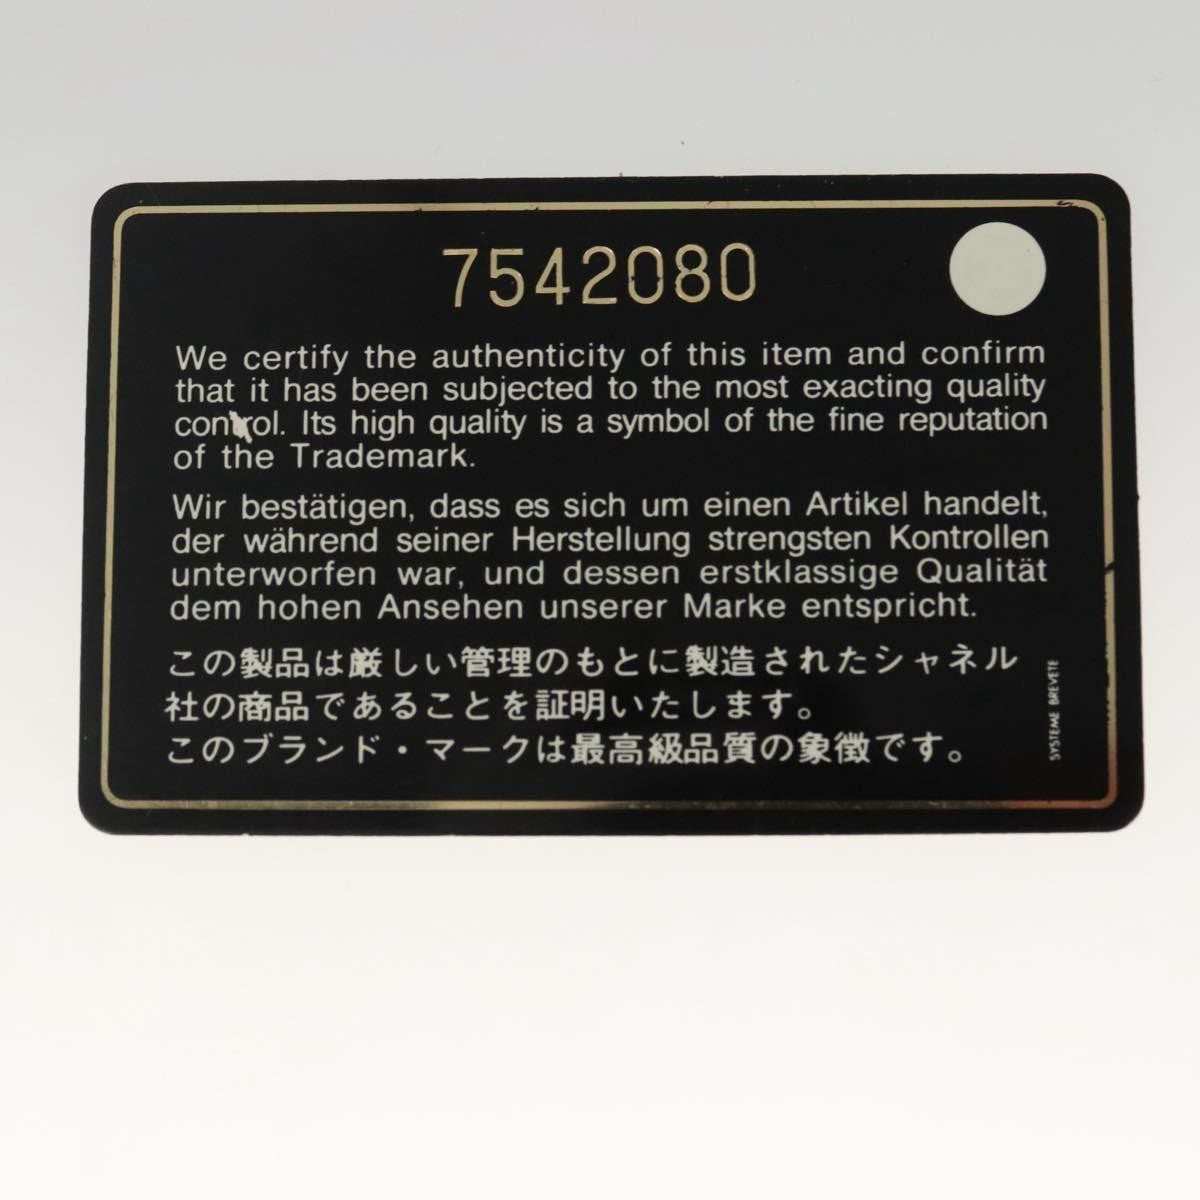 7542080
We certify the authenticity of this item and confirm
that it has been subjected to the most exacting quality
control. Its high quality is a symbol of the fine reputation
of the Trademark.
Wir bestätigen, dass es sich um einen Artikel handelt,
der während seiner Herstellung strengsten Kontrollen
unterworfen war, und dessen erstklassige Qualität
dem hohen Ansehen unserer Marke entspricht.
この製品は厳しい管理のもとに製造されたシャネル
社の商品であることを証明いたします。
このブランド・マークは最高級品質の象徴です。
SYSTEME BREVETE